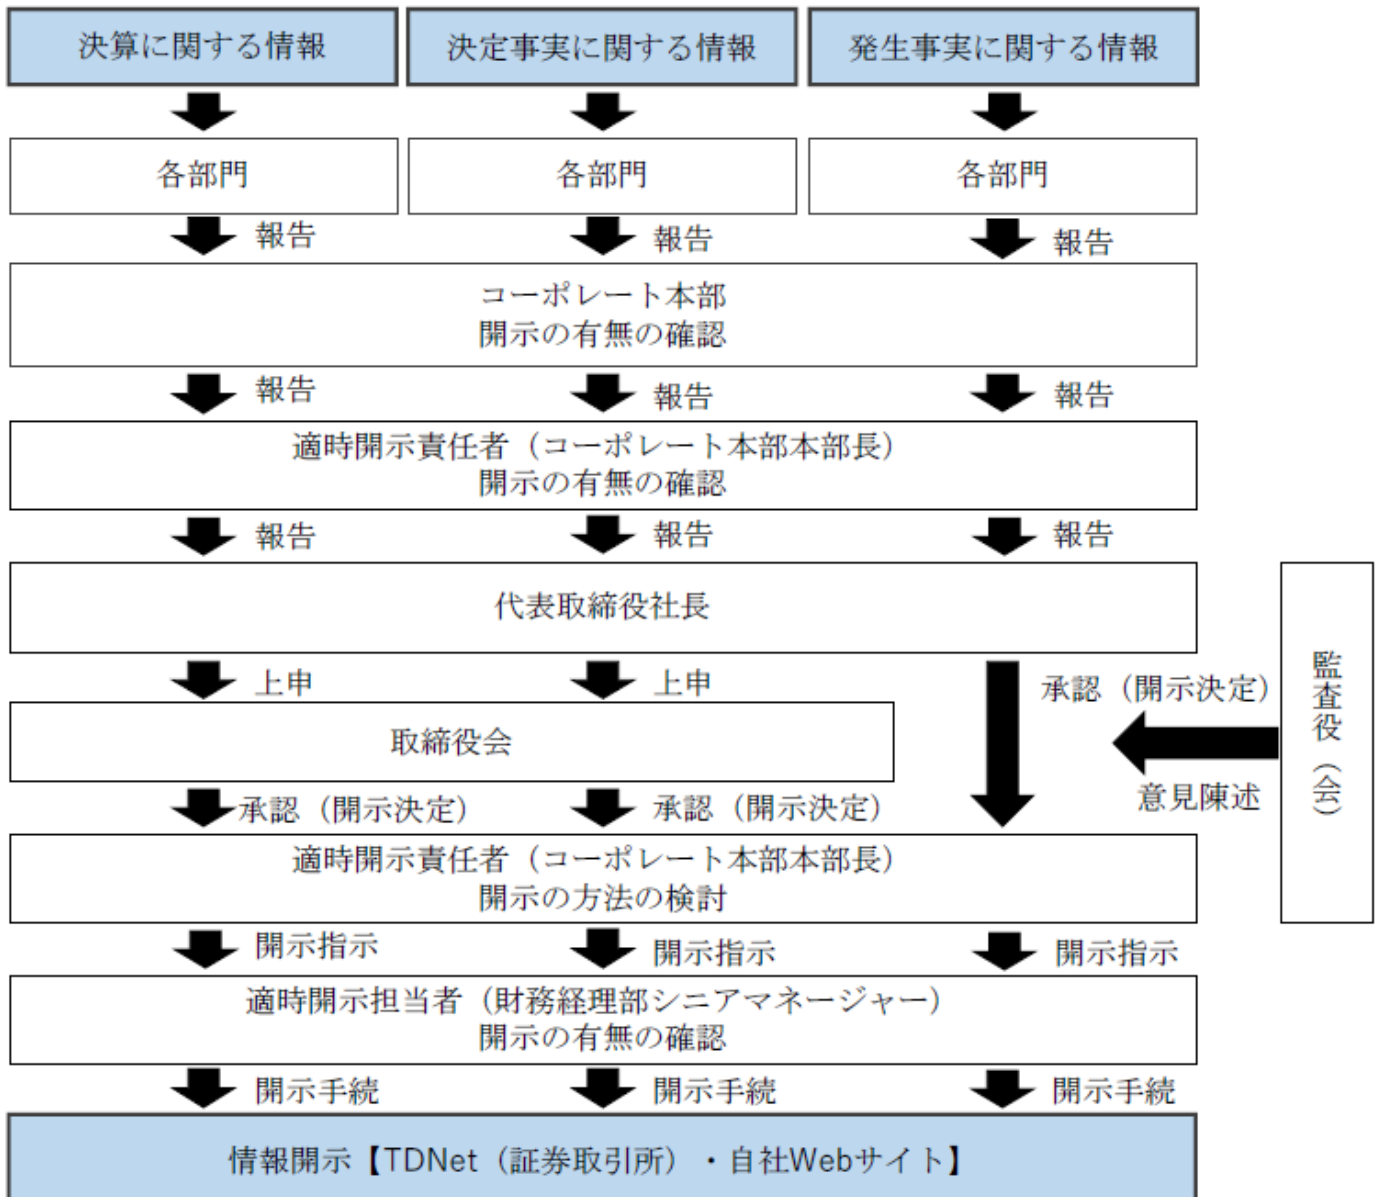 決算に関する情報
決定事実に関する情報
発生事実に関する情報
各部門
各部門
各部門
報告
報告
報告
コーポレート本部
開示の有無の確認
報告
報告
報告
適時開示責任者（コーポレート本部本部長）
開示の有無の確認
報告
報告
報告
代表取締役社長
上申
上申
承認（開示決定）
取締役会
意見陳述
監査役（会）
承認（開示決定）
承認（開示決定）
適時開示責任者（コーポレート本部本部長）
開示の方法の検討
開示指示
開示指示
開示指示
適時開示担当者（財務経理部シニアマネージャー）
開示の有無の確認
開示手続
開示手続
開示手続
情報開示【TDNet（証券取引所）・自社Webサイト】